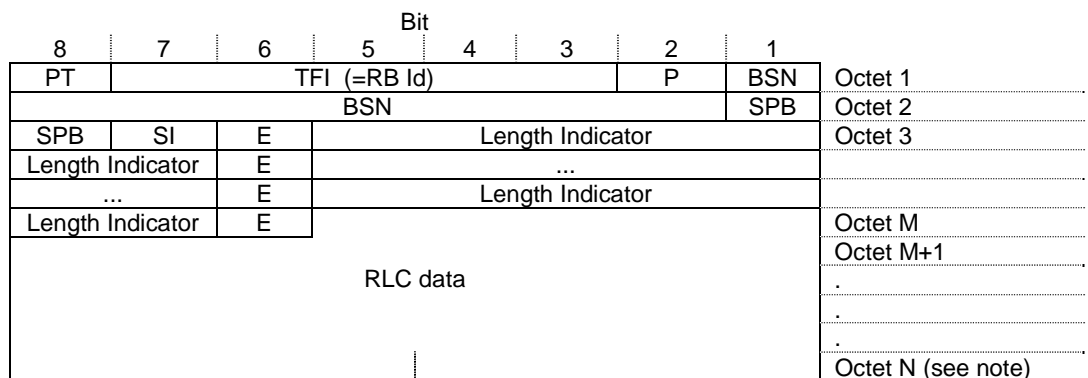 Bit
8 7 6 5 4 3 2 1
PT TFI (=RB Id) P BSN Octet 1
BSN SPB Octet 2
SPB SI E Length Indicator Octet 3
Length Indicator E ...
... E Length Indicator
Length Indicator E Octet M
Octet M+1
RLC data .
.
.
Octet N (see note)